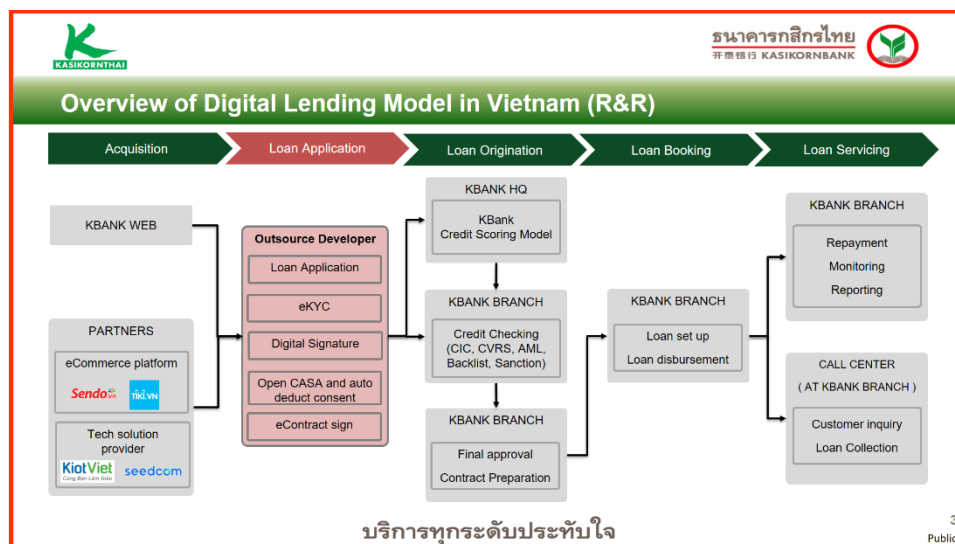 KASIKORNTHAI
ธนาคารกสิกรไทย
开泰银行 KASIKORNBANK
Overview of Digital Lending Model in Vietnam (R&R)
Acquisition
Loan Application
Loan Origination
Loan Booking
Loan Servicing
KBANK WEB
PARTNERS
eCommerce platform
Sendo
TIKI.VN
Tech solution
provider
KiotViet
Cùng Bạn Làm Giàu
seedcom
Outsource Developer
Loan Application
eKYC
Digital Signature
Open CASA and auto
deduct consent
eContract sign
KBANK HQ
KBank
Credit Scoring Model
KBANK BRANCH
Credit Checking
(CIC, CVRS, AML,
Backlist, Sanction)
KBANK BRANCH
Final approval
Contract Preparation
KBANK BRANCH
Loan set up
Loan disbursement
KBANK BRANCH
Repayment
Monitoring
Reporting
CALL CENTER
( AT KBANK BRANCH )
Customer inquiry
Loan Collection
บริการทุกระดับประทับใจ
3
Public